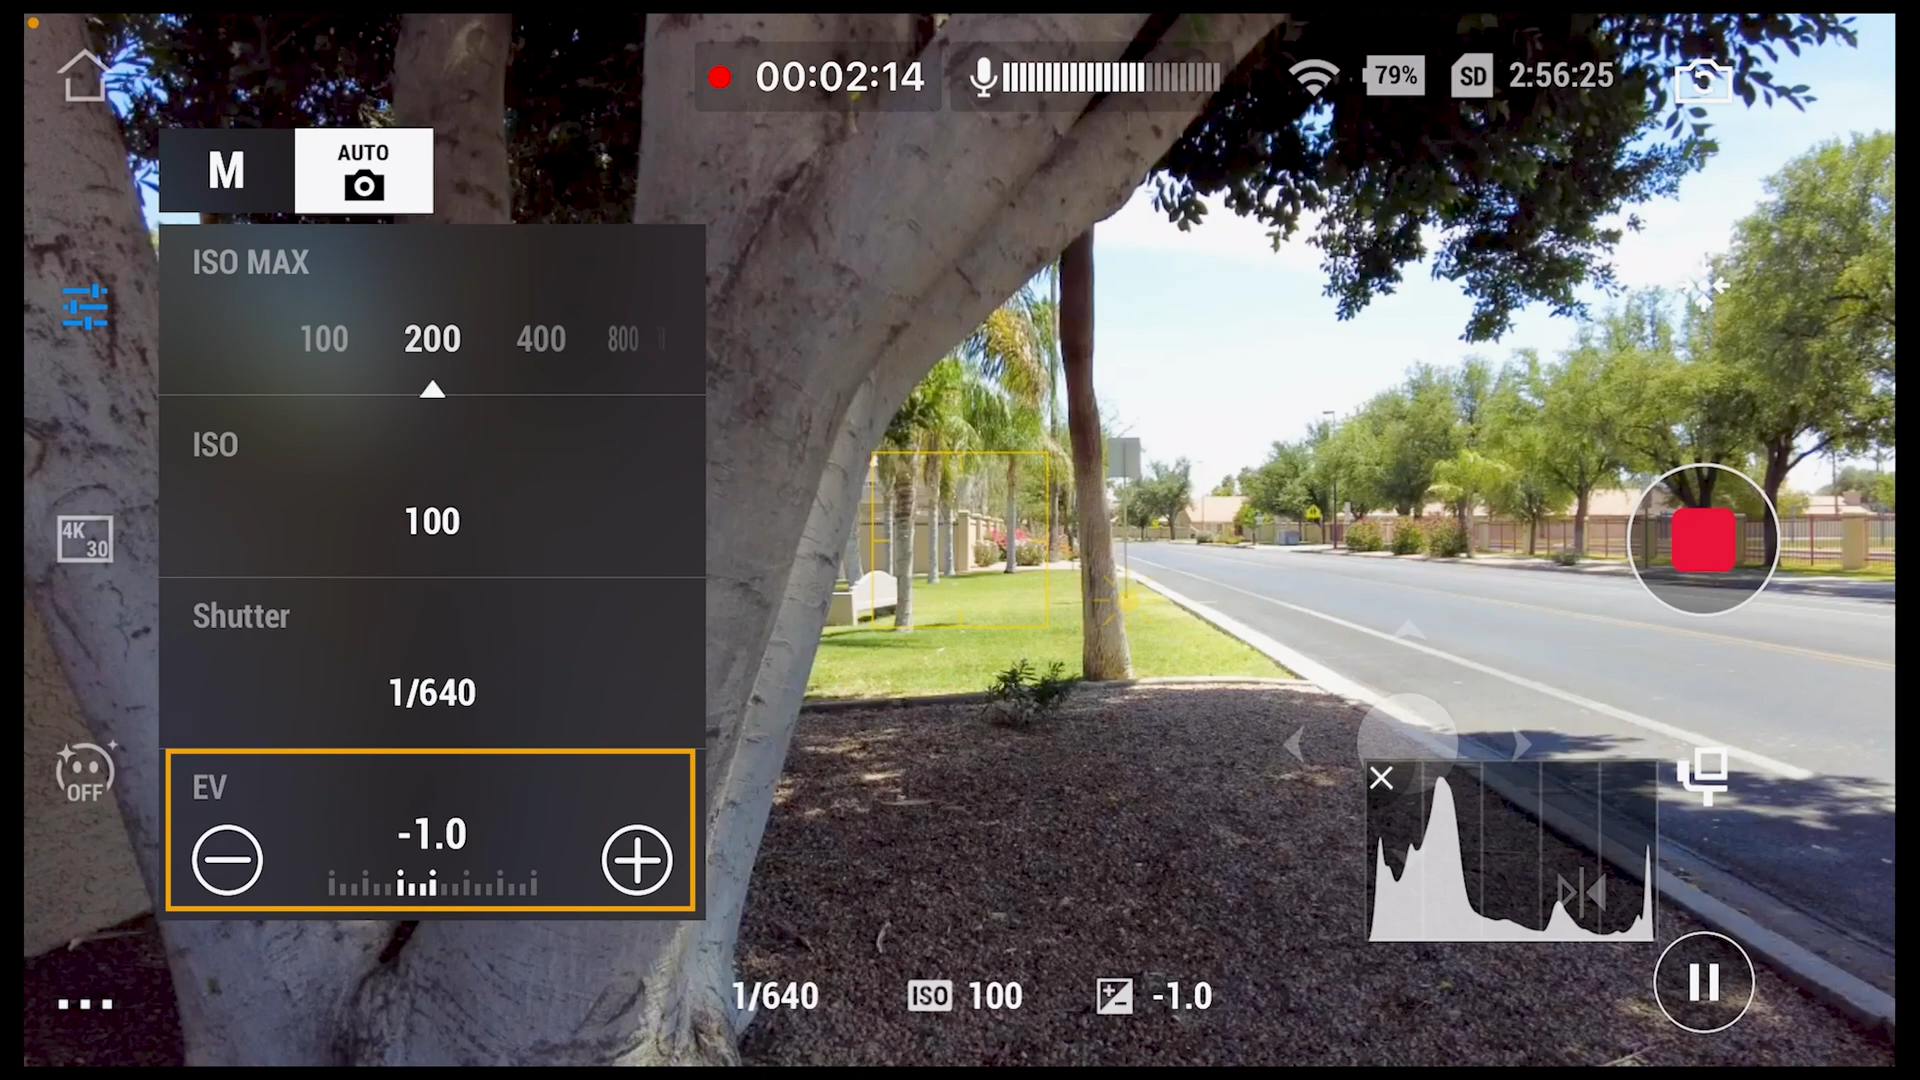 00:02:14
79%
SD 2:56:25
M
AUTO
ISO MAX
100 200 400 800
ISO
100
Shutter
1/640
EV
-1.0
4K
30
OFF
1/640 ISO 100 -1.0